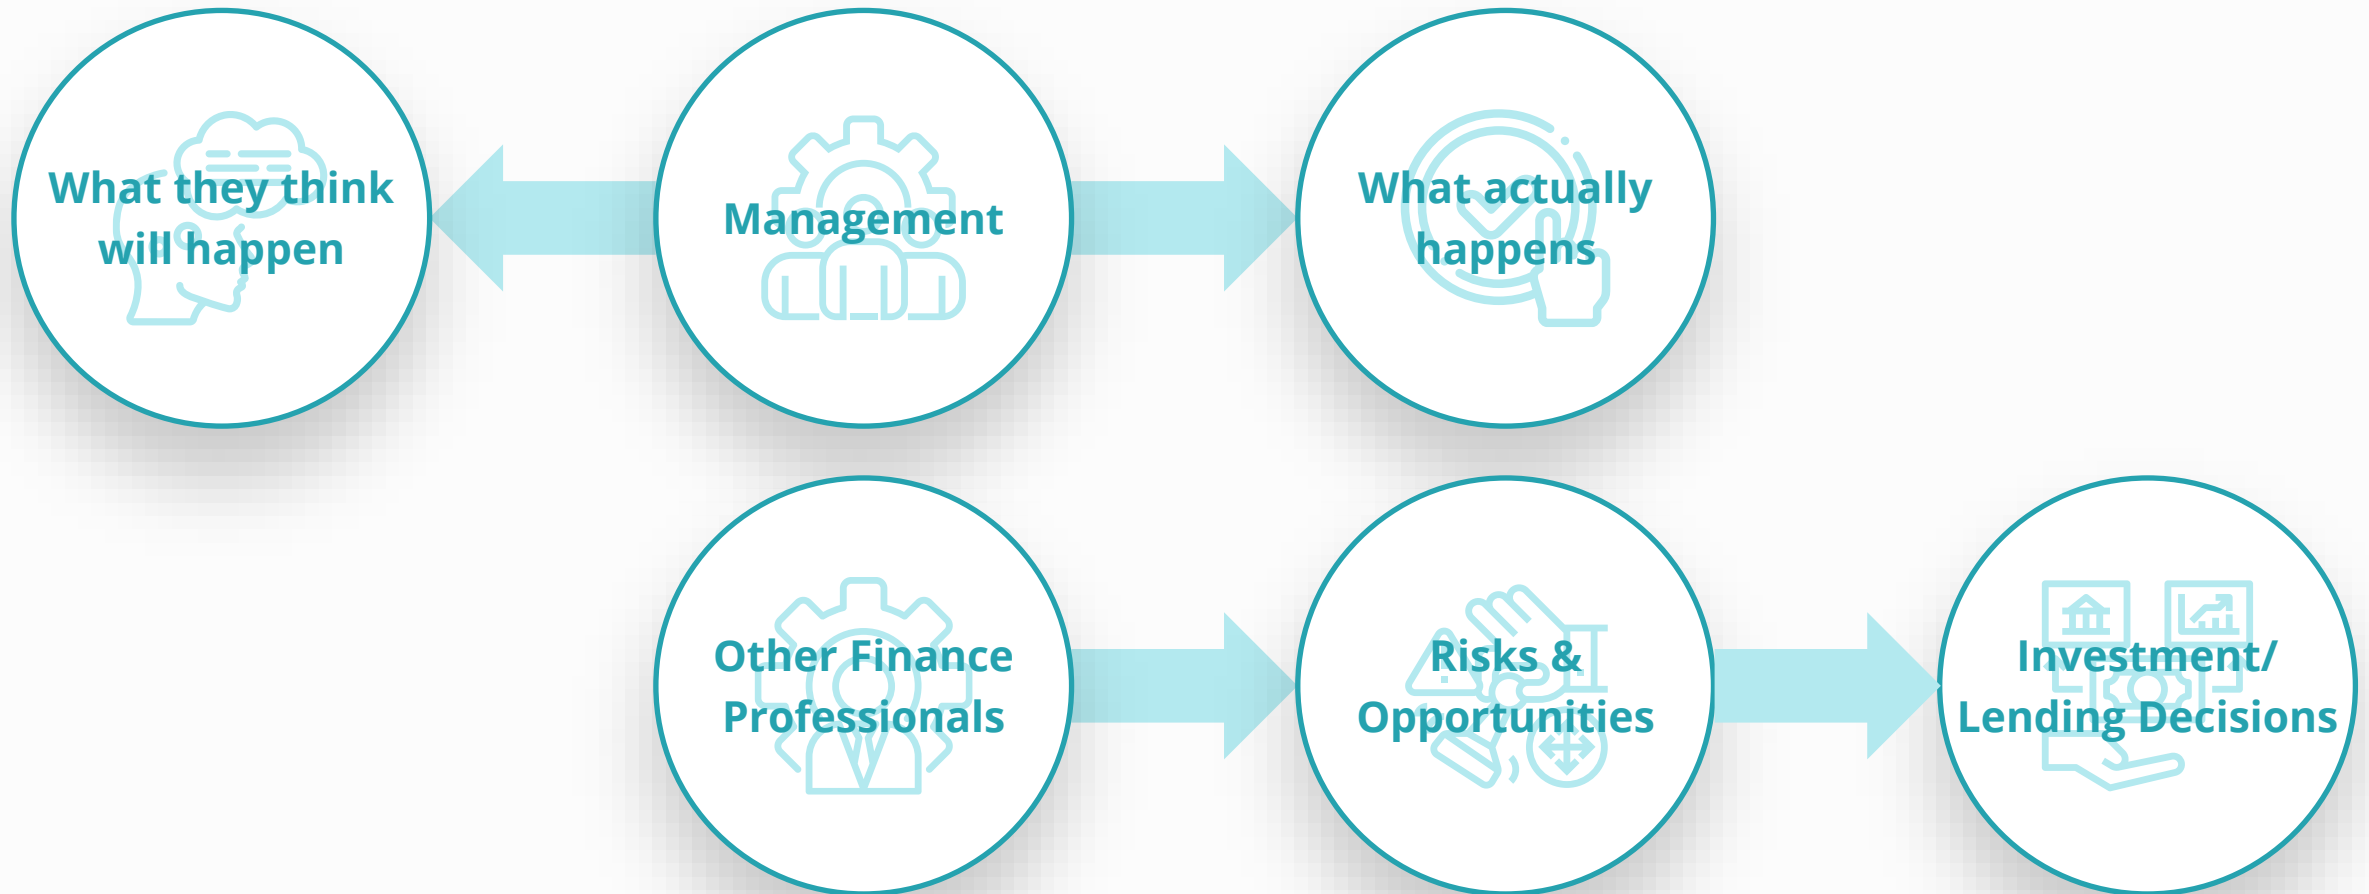 What they think
will happen
Management
What actually
happens
Other Finance
Professionals
Risks &
Opportunities
Investment/
Lending Decisions